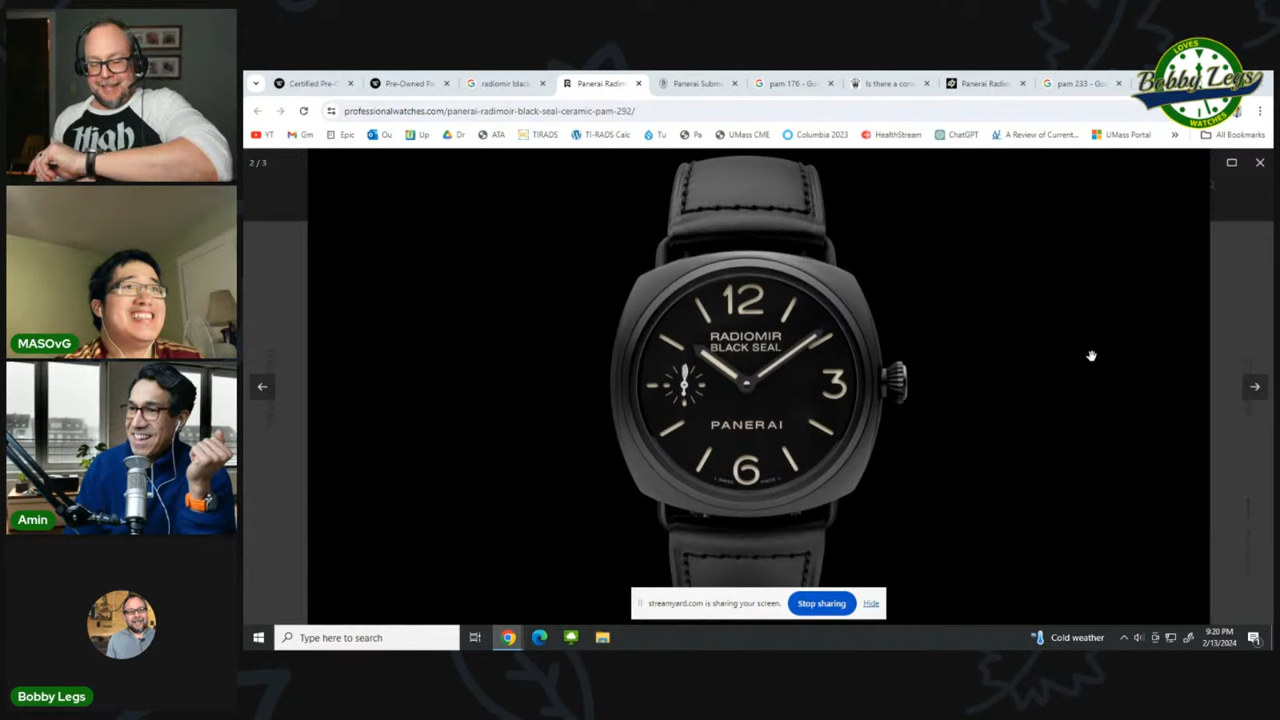 High
MASOvG
Amin
Bobby Legs
Certified Pre-
Pre-Owned Pa
radiomir black
Panerai Radim
Panerai Subm
pam 176 - Go
Is there a con
Panerai Radio
pam 233 - Go
LOVES
Bobby Legs
WATCHES
professionalwatches.com/panerai-radimoir-black-seal-ceramic-pam-292/
YT
Gm
Epic
Ou
Up
Dr
ATA
TIRADS
TI-RADS Calc
Tu
Pa
UMass CME
Columbia 2023
HealthStream
ChatGPT
A Review of Current...
UMass Portal
»
All Bookmarks
2 / 3
12
RADIOMIR
BLACK SEAL
3
PANERAI
6
streamyard.com is sharing your screen.
Stop sharing
Hide
Type here to search
Cold weather
9:20 PM
2/13/2024